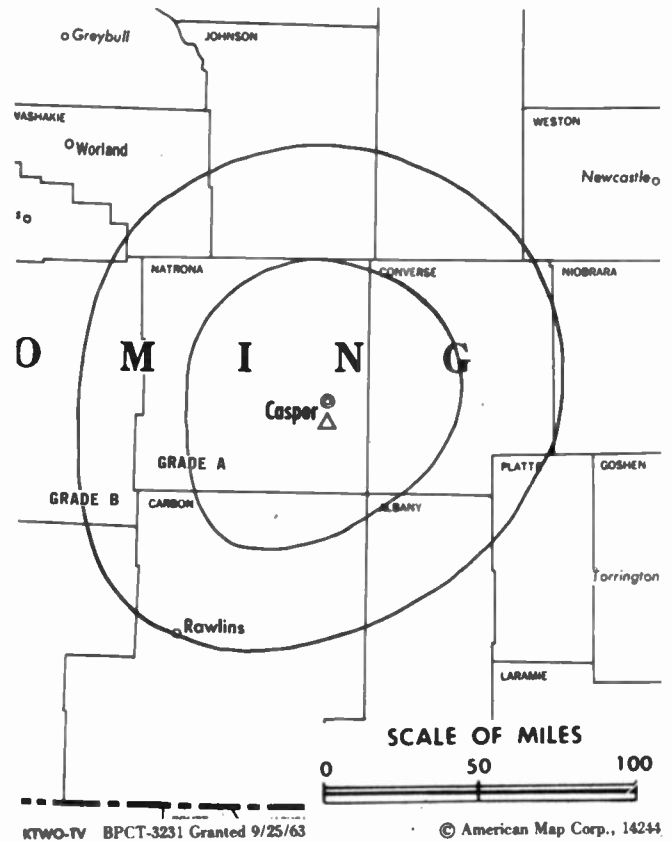 Greybull
JOHNSON
WASHAKIE
WESTON
Worland
Newcastle
s
NATRONA
CONVERSE
NIOBRARA
O M I N G
Casper
GRADE A
PLATTE
GOSHEN
GRADE B
CARBON
ALBANY
Torrington
Rawlins
LARAMIE
SCALE OF MILES
0 50 100
KTWO-TV BPCT-3231 Granted 9/25/63
© American Map Corp., 14244